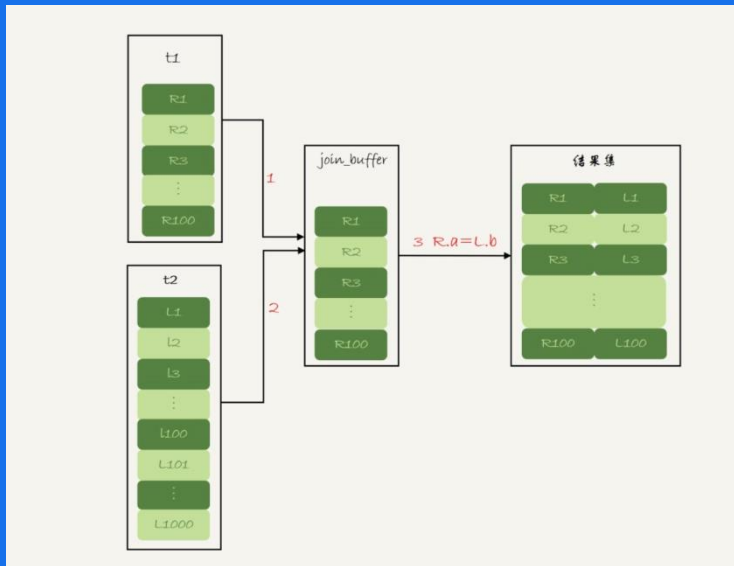 t1
R1
R2
R3
⋮
R100
1
t2
L1
L2
L3
⋮
L100
L101
⋮
L1000
2
join_buffer
R1
R2
R3
⋮
R100
3 R.a=L.b
结果集
R1 L1
R2 L2
R3 L3
⋮
R100 L100